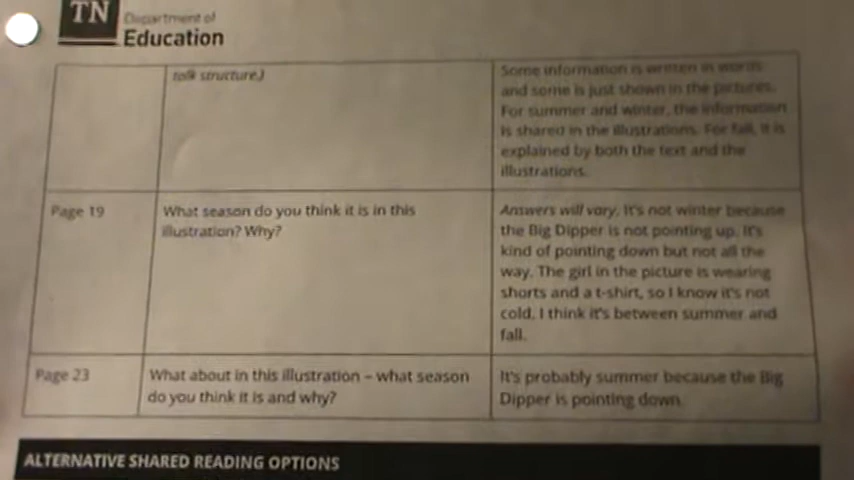 TN
Department of
Education
talk structure.)
Some information is written in words
and some is just shown in the pictures.
For summer and winter, the information
is shared in the illustrations. For fall, it is
explained by both the text and the
illustrations.
Page 19
What season do you think it is in this
illustration? Why?
Answers will vary. It's not winter because
the Big Dipper is not pointing up. It's
kind of pointing down but not all the
way. The girl in the picture is wearing
shorts and a t-shirt, so I know it's not
cold. I think it's between summer and
fall.
Page 23
What about in this illustration – what season
do you think it is and why?
It's probably summer because the Big
Dipper is pointing down.
ALTERNATIVE SHARED READING OPTIONS